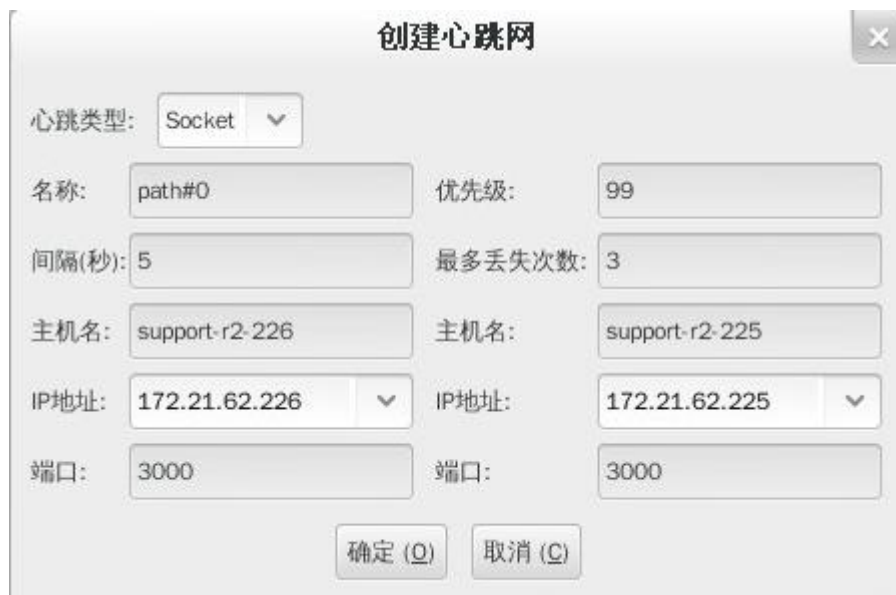 创建心跳网
心跳类型: Socket
名称: path#0 优先级: 99
间隔(秒): 5 最多丢失次数: 3
主机名: support-r2-226 主机名: support-r2-225
IP地址: 172.21.62.226 IP地址: 172.21.62.225
端口: 3000 端口: 3000
确定 (O) 取消 (C)